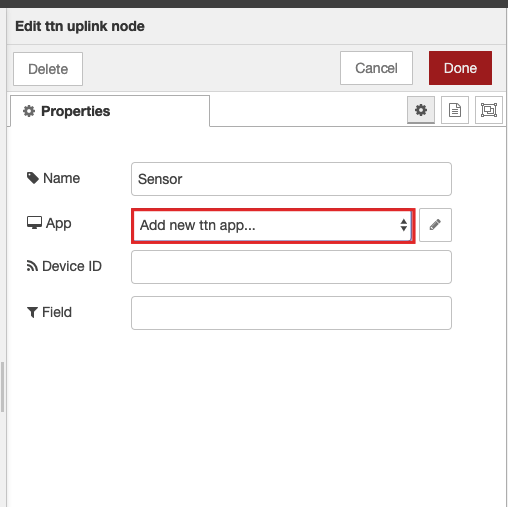 Edit ttn uplink node
Delete
Cancel
Done
Properties
Name
Sensor
App
Add new ttn app...
Device ID
Field